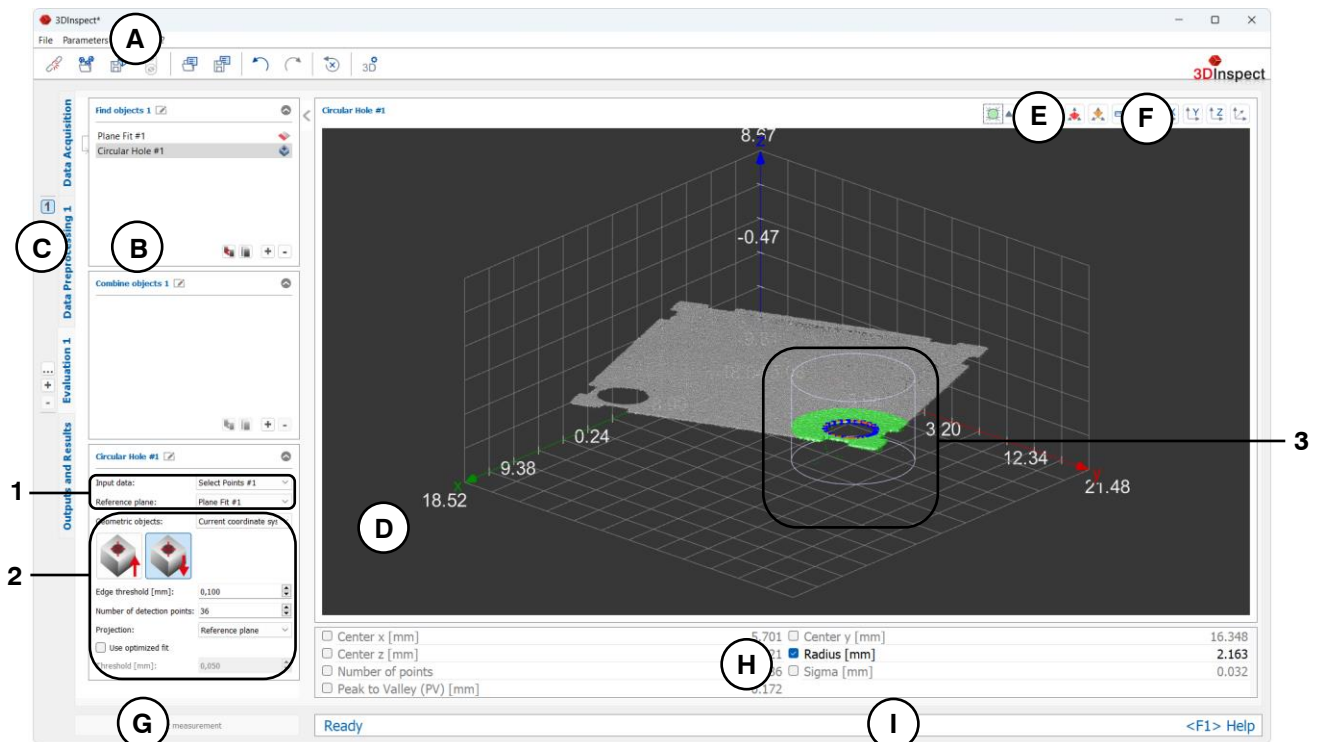 3DInspect*
File Parameters ?
A
3D
3DInspect
Data Acquisition
Data Preprocessing 1
Evaluation 1
Outputs and Results
1
...
+
-
C
Find objects 1
Plane Fit #1
Circular Hole #1
B
+ -
Combine objects 1
+ -
Circular Hole #1
1
Input data: Select Points #1
Reference plane: Plane Fit #1
2
Geometric objects: Current coordinate sys
Edge threshold [mm]: 0,100
Number of detection points: 36
Projection: Reference plane
Use optimized fit
Threshold [mm]: 0,050
G
measurement
Circular Hole #1
E
F
Y Z
8.67
z
-0.47
3.20
12.34
y
21.48
0.24
9.38
x
18.52
D
3
Center x [mm] 5.701 Center y [mm] 16.348
Center z [mm] 21 Radius [mm] 2.163
Number of points 36 Sigma [mm] 0.032
Peak to Valley (PV) [mm] 0.172
H
Ready <F1> Help
I